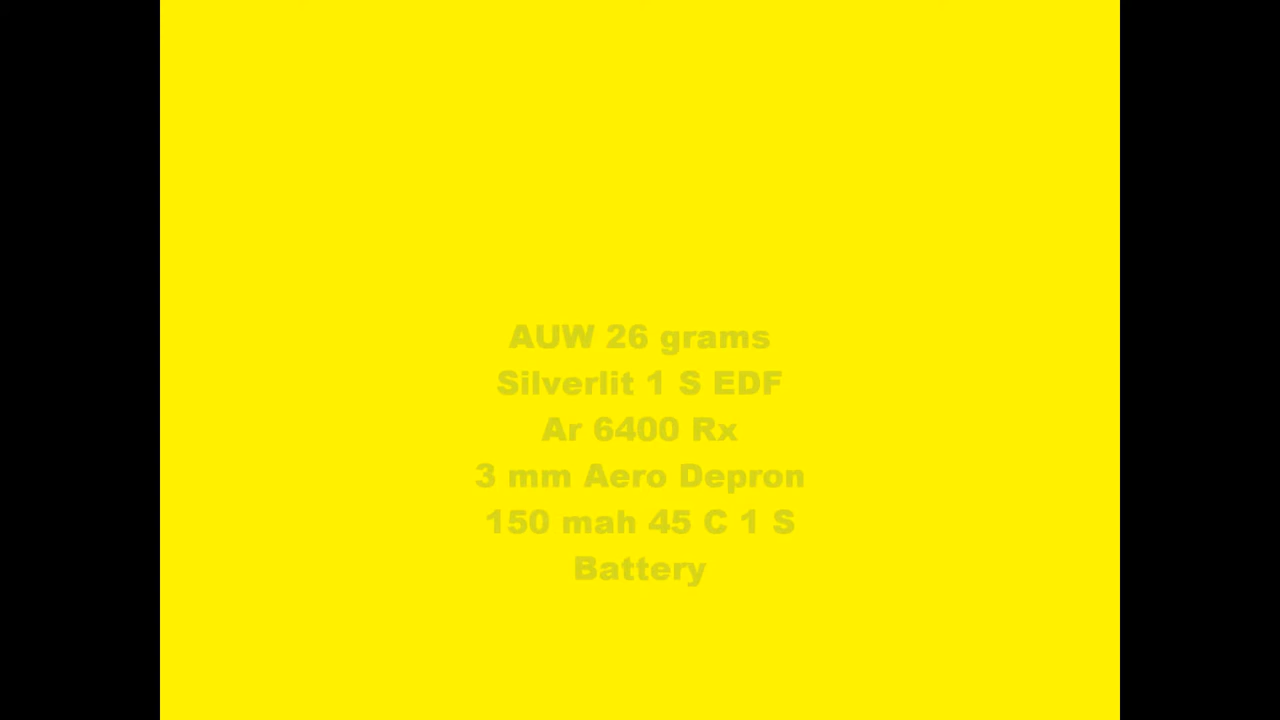 AUW 26 grams
Silverlit 1 S EDF
Ar 6400 Rx
3 mm Aero Depron
150 mah 45 C 1 S
Battery